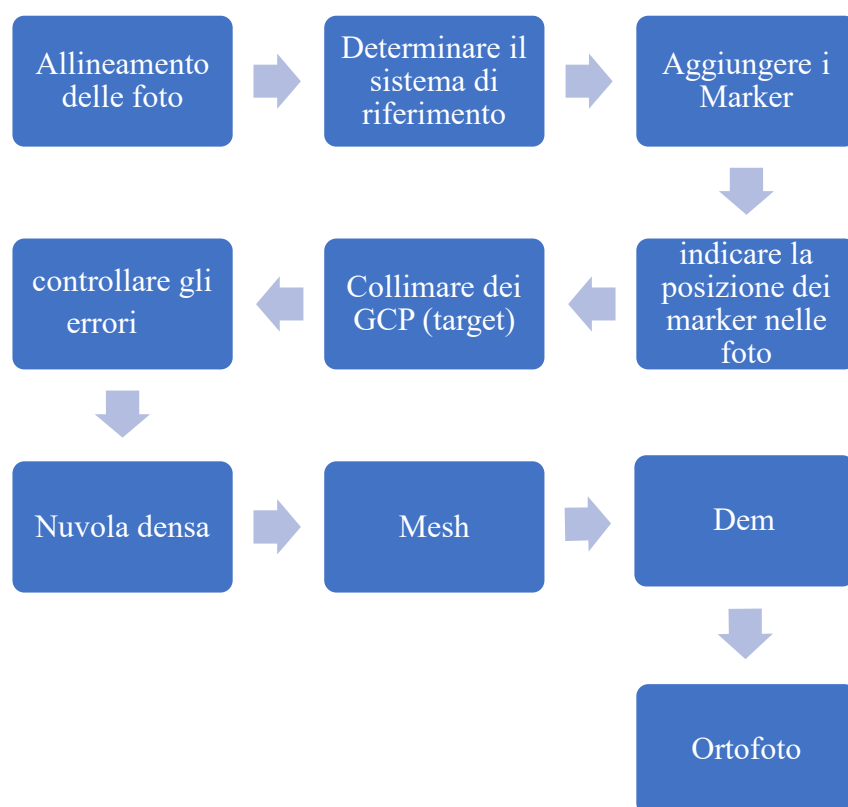 Allineamento
delle foto
Determinare il
sistema di
riferimento
Aggiungere i
Marker
indicare la
posizione dei
marker nelle
foto
Collimare dei
GCP (target)
controllare gli
errori
Nuvola densa
Mesh
Dem
Ortofoto